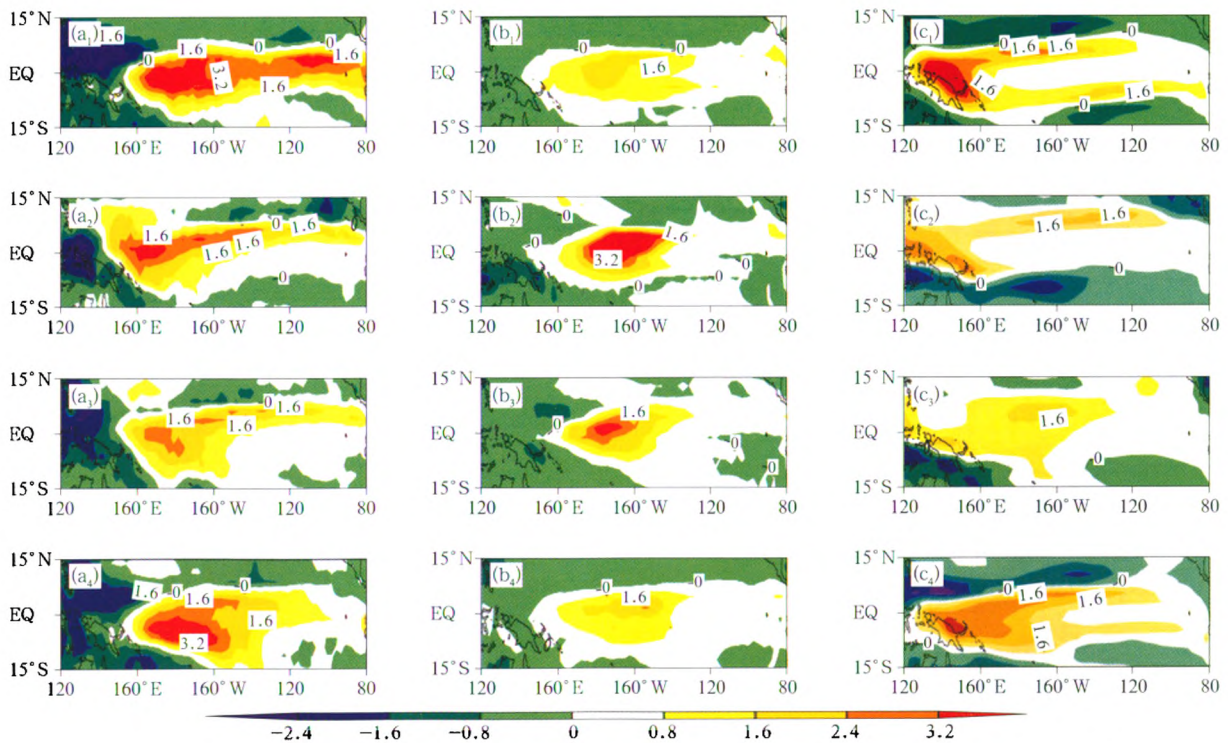 15°N (a₁) 1.6 0 1.6 0 1.6
EQ 3.2 1.6
15°S
120 160°E 160°W 120 80
15°N (b₁) 0 0
EQ 1.6
15°S
120 160°E 160°W 120 80
15°N (c₁) 0 1.6 1.6 0
EQ 1.6 1.6
15°S
120 160°E 160°W 120 80
15°N (a₂) 0
EQ 1.6 1.6 1.6 1.6
15°S 0
120 160°E 160°W 120 80
15°N (b₂) 0 1.6
EQ 0 3.2 0
15°S 0 0
120 160°E 160°W 120 80
15°N (c₂) 0
EQ 1.6 1.6
15°S 0
120 160°E 160°W 120 80
15°N (a₃) 0 0 1.6
EQ 1.6 1.6
15°S 0
120 160°E 160°W 120 80
15°N (b₃) 0
EQ 0 1.6
15°S 0 0
120 160°E 160°W 120 80
15°N (c₃)
EQ 1.6
15°S 0
120 160°E 160°W 120 80
15°N (a₄) 1.6 0 1.6 0
EQ 1.6
15°S 3.2
120 160°E 160°W 120 80
15°N (b₄) 0 0
EQ 1.6
15°S
120 160°E 160°W 120 80
15°N (c₄) 0 1.6 0
EQ 1.6 1.6
15°S 0 0
120 160°E 160°W 120 80
−2.4 −1.6 −0.8 0 0.8 1.6 2.4 3.2